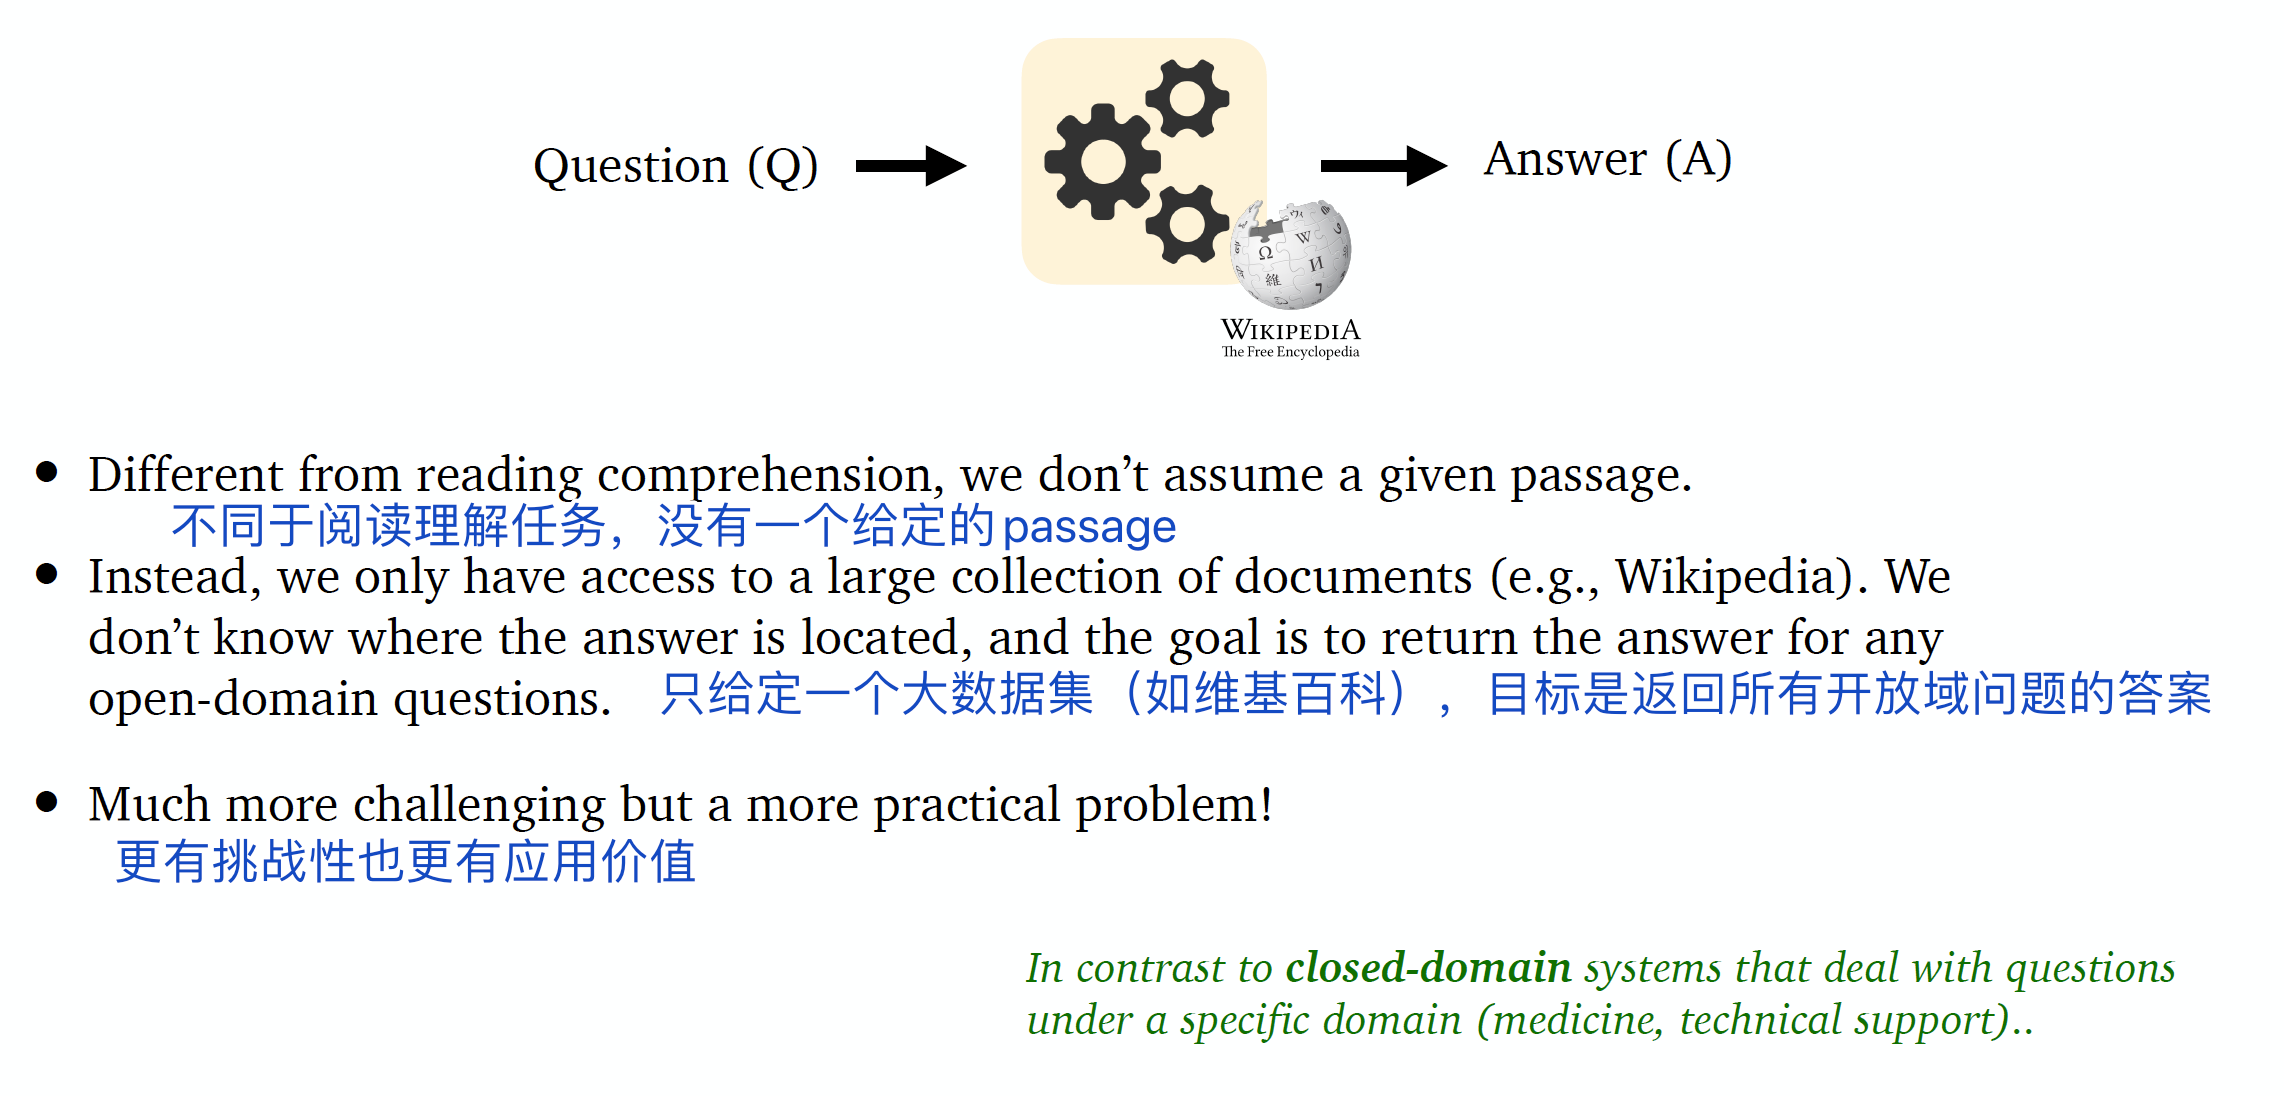 Question (Q)
Answer (A)
Ω
W
И
維
WIKIPEDIA
The Free Encyclopedia
• Different from reading comprehension, we don’t assume a given passage.
不同于阅读理解任务，没有一个给定的passage
• Instead, we only have access to a large collection of documents (e.g., Wikipedia). We
don’t know where the answer is located, and the goal is to return the answer for any
open-domain questions.
只给定一个大数据集（如维基百科），目标是返回所有开放域问题的答案
• Much more challenging but a more practical problem!
更有挑战性也更有应用价值
In contrast to closed-domain systems that deal with questions
under a specific domain (medicine, technical support)..